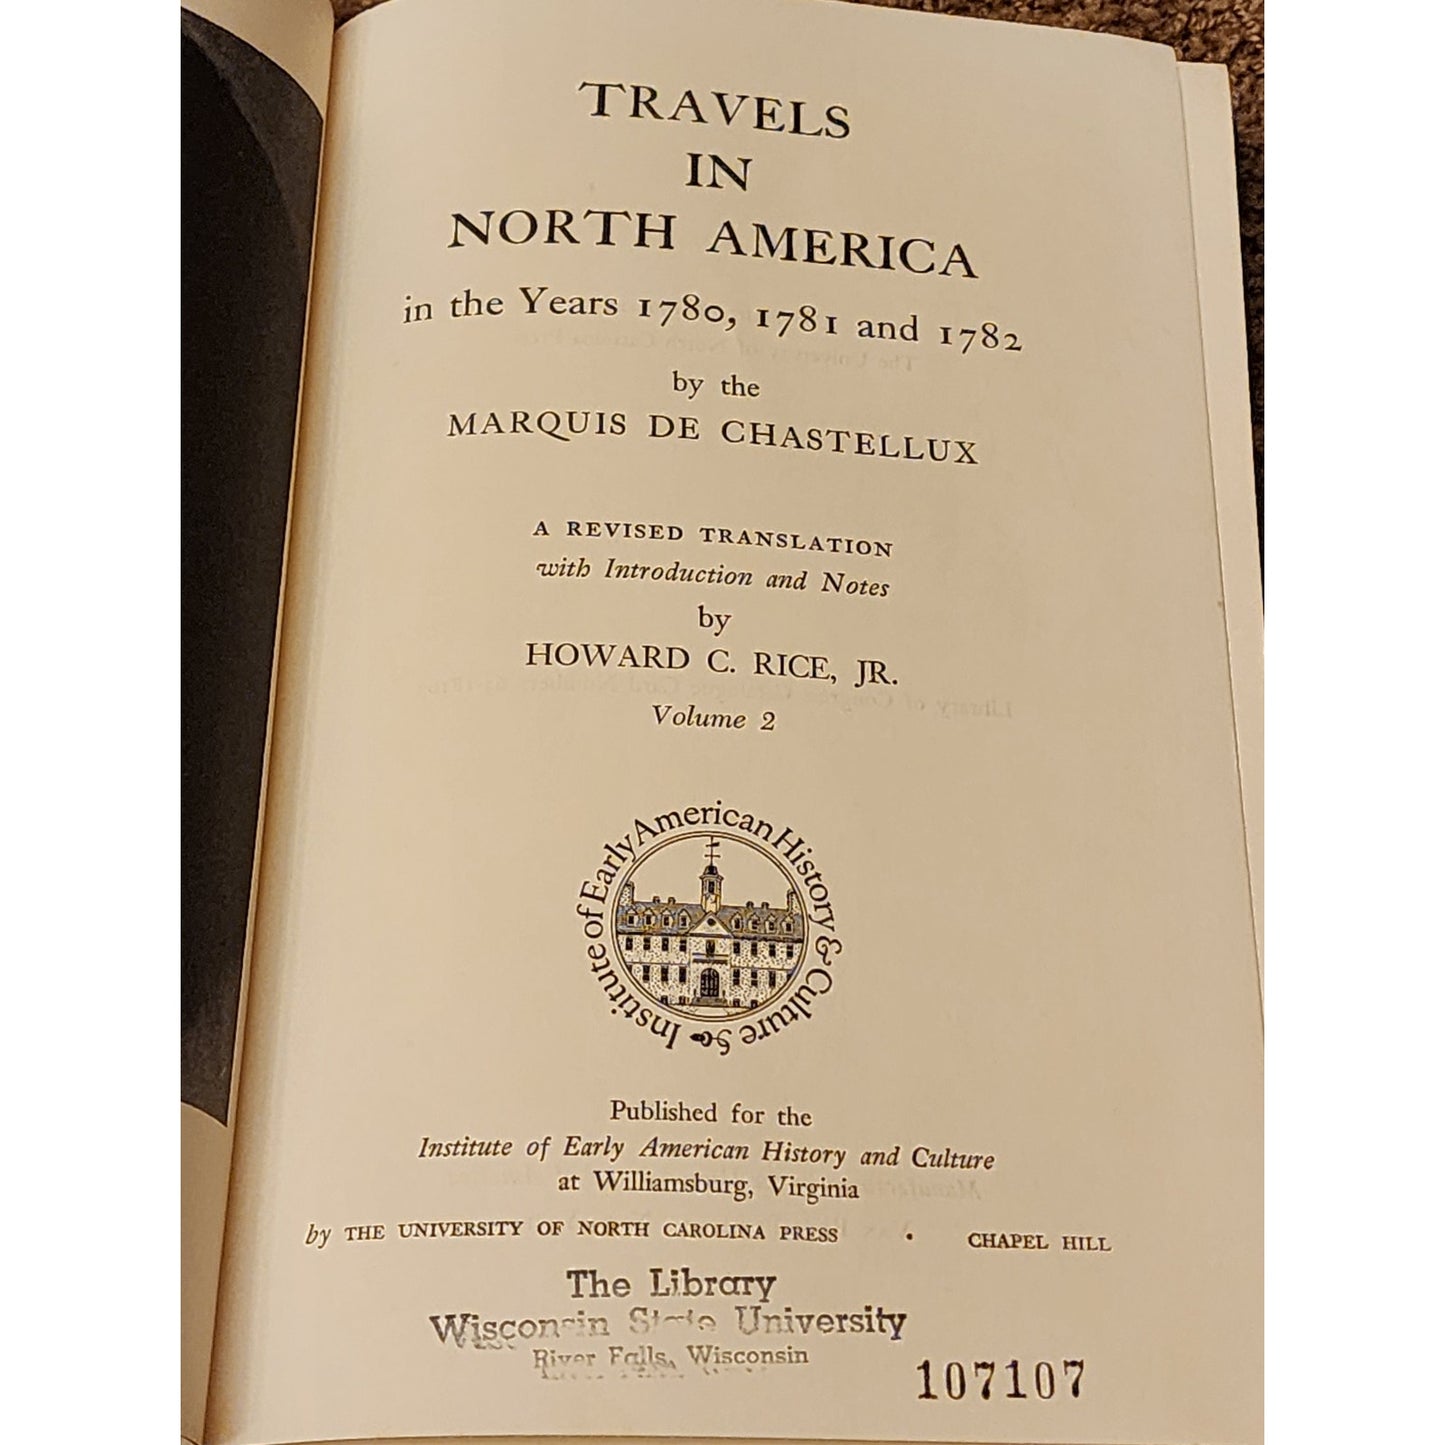 TRAVELS
IN
NORTH AMERICA
in the Years 1780, 1781 and 1782
by the
MARQUIS DE CHASTELLUX
A REVISED TRANSLATION
with Introduction and Notes
by
HOWARD C. RICE, JR.
Volume 2
Institute of Early American History & Culture
Published for the
Institute of Early American History and Culture
at Williamsburg, Virginia
by THE UNIVERSITY OF NORTH CAROLINA PRESS • CHAPEL HILL
The Library
Wisconsin State University
River Falls, Wisconsin
107107